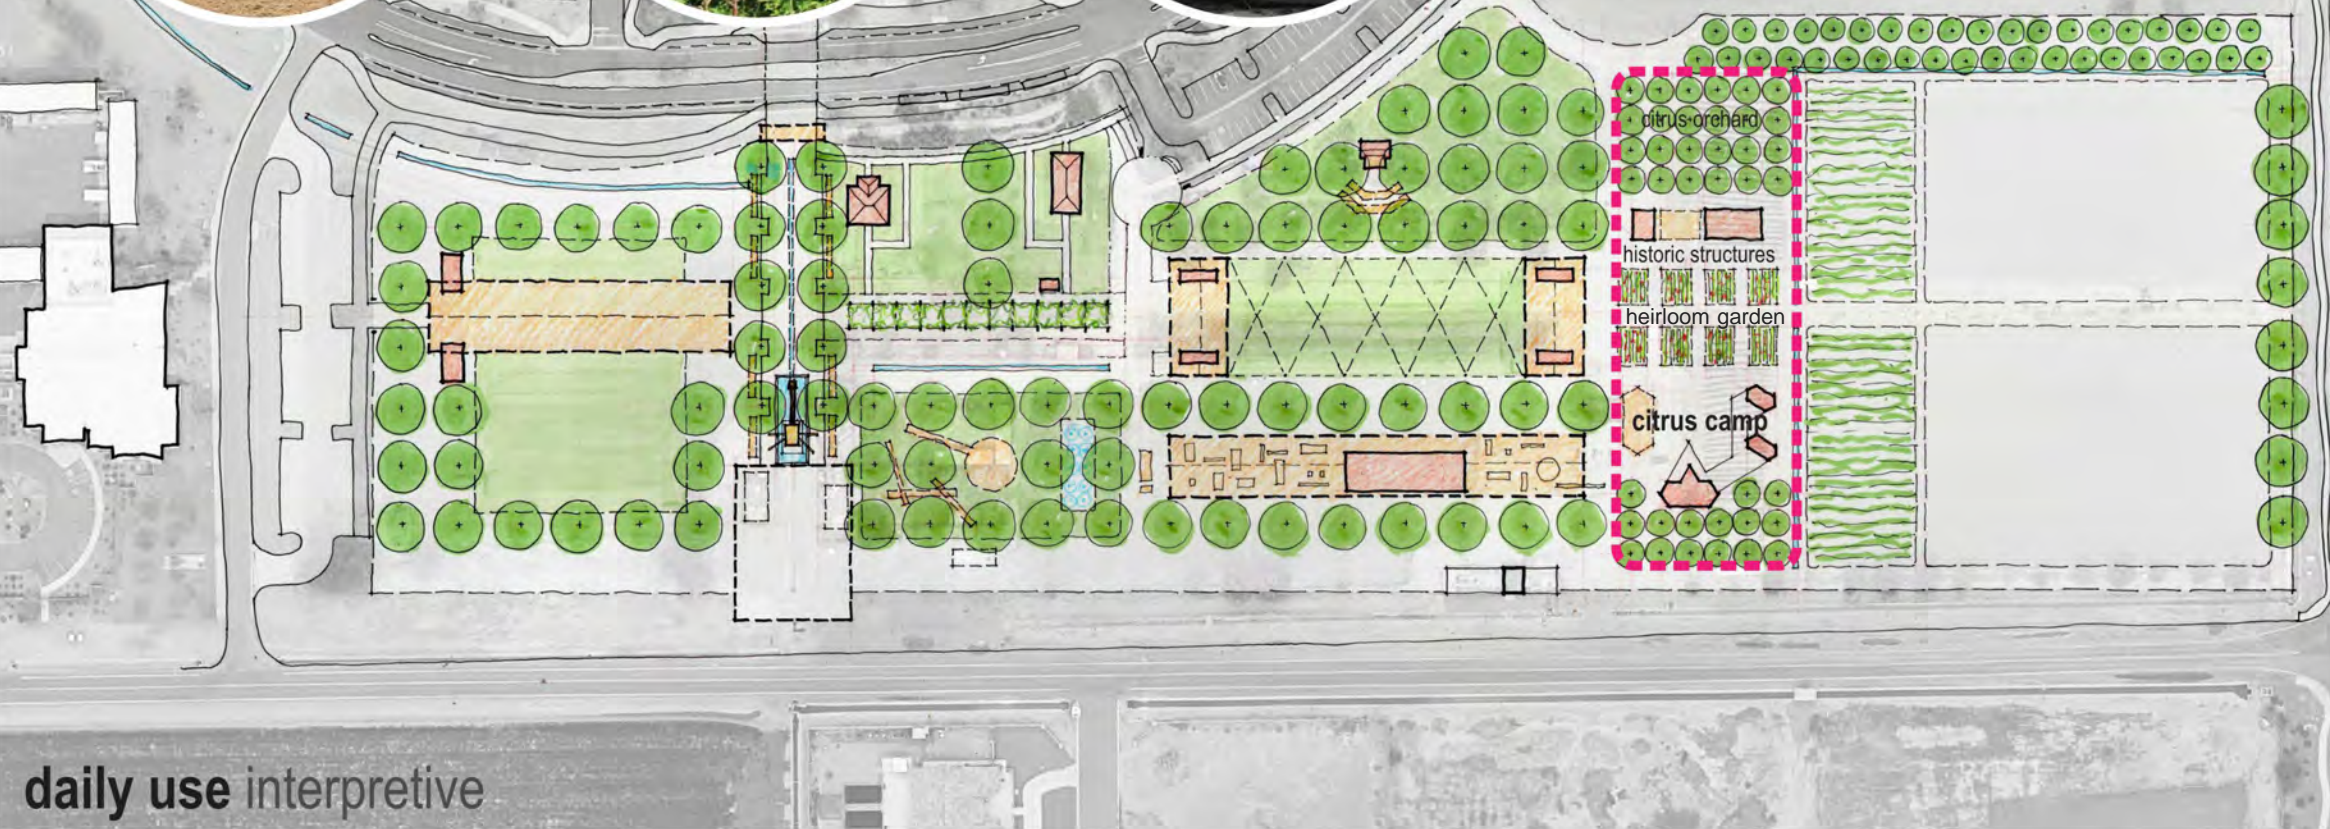 citrus orchard
historic structures
heirloom garden
citrus camp
daily use interpretive